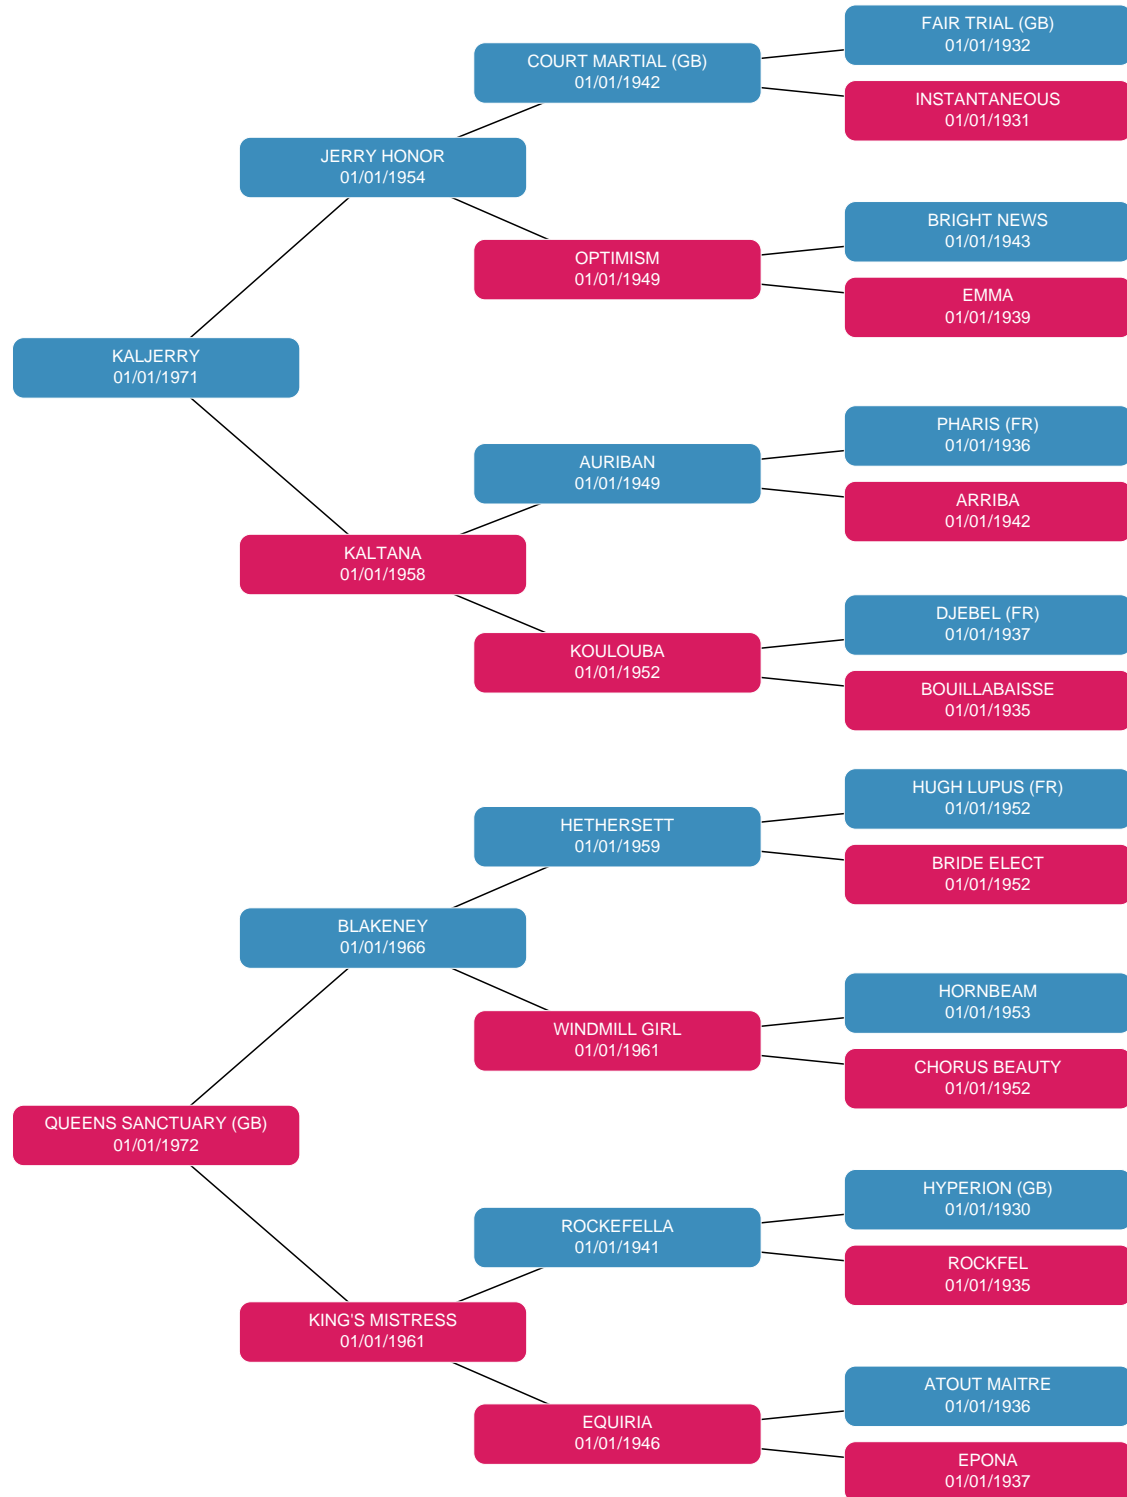 FAIR TRIAL (GB)
01/01/1932
COURT MARTIAL (GB)
01/01/1942
INSTANTANEOUS
01/01/1931
JERRY HONOR
01/01/1954
BRIGHT NEWS
01/01/1943
OPTIMISM
01/01/1949
EMMA
01/01/1939
KALJERRY
01/01/1971
PHARIS (FR)
01/01/1936
AURIBAN
01/01/1949
ARRIBA
01/01/1942
KALTANA
01/01/1958
DJEBEL (FR)
01/01/1937
KOULOUBA
01/01/1952
BOUILLABAISSE
01/01/1935
HUGH LUPUS (FR)
01/01/1952
HETHERSETT
01/01/1959
BRIDE ELECT
01/01/1952
BLAKENEY
01/01/1966
HORNBEAM
01/01/1953
WINDMILL GIRL
01/01/1961
CHORUS BEAUTY
01/01/1952
QUEENS SANCTUARY (GB)
01/01/1972
HYPERION (GB)
01/01/1930
ROCKEFELLA
01/01/1941
ROCKFEL
01/01/1935
KING'S MISTRESS
01/01/1961
ATOUT MAITRE
01/01/1936
EQUIRIA
01/01/1946
EPONA
01/01/1937